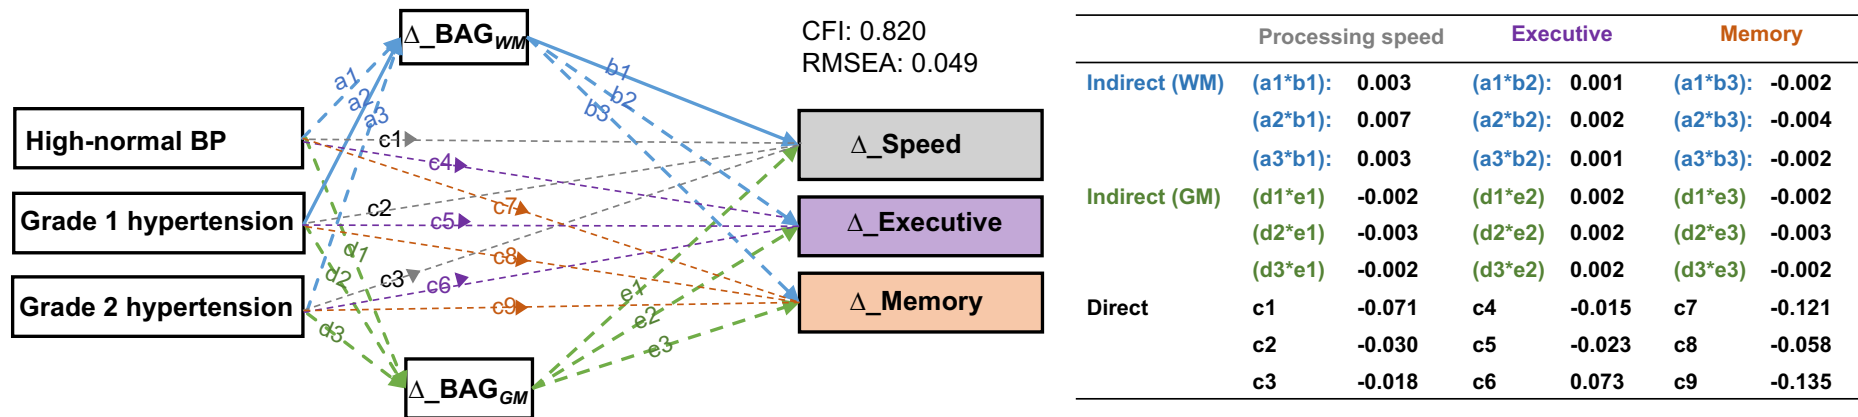 Δ_BAG_WM
CFI: 0.820
RMSEA: 0.049
High-normal BP
Grade 1 hypertension
Grade 2 hypertension
a1
a2
a3
b1
b2
b3
c1
c4
c2
c7
c5
c8
c3
c6
c9
d1
d2
d3
e1
e2
e3
Δ_Speed
Δ_Executive
Δ_Memory
Δ_BAG_GM
Processing speed Executive Memory
Indirect (WM) (a1*b1): 0.003 (a1*b2): 0.001 (a1*b3): -0.002
(a2*b1): 0.007 (a2*b2): 0.002 (a2*b3): -0.004
(a3*b1): 0.003 (a3*b2): 0.001 (a3*b3): -0.002
Indirect (GM) (d1*e1) -0.002 (d1*e2) 0.002 (d1*e3) -0.002
(d2*e1) -0.003 (d2*e2) 0.002 (d2*e3) -0.003
(d3*e1) -0.002 (d3*e2) 0.002 (d3*e3) -0.002
Direct c1 -0.071 c4 -0.015 c7 -0.121
c2 -0.030 c5 -0.023 c8 -0.058
c3 -0.018 c6 0.073 c9 -0.135